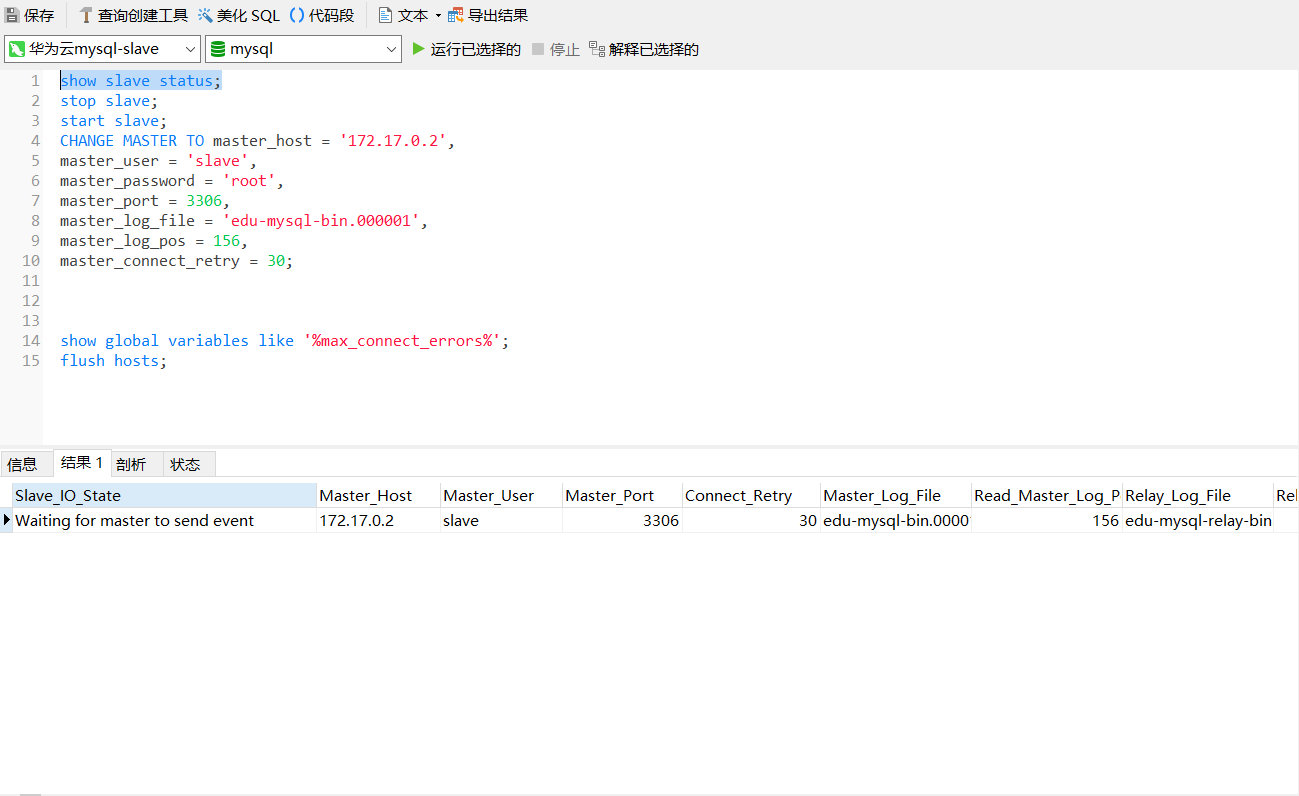 保存 查询创建工具 美化 SQL () 代码段 文本 导出结果
华为云mysql-slave mysql 运行已选择的 停止 解释已选择的
1 show slave status;
2 stop slave;
3 start slave;
4 CHANGE MASTER TO master_host = '172.17.0.2',
5 master_user = 'slave',
6 master_password = 'root',
7 master_port = 3306,
8 master_log_file = 'edu-mysql-bin.000001',
9 master_log_pos = 156,
10 master_connect_retry = 30;
11
12
13
14 show global variables like '%max_connect_errors%';
15 flush hosts;
信息 结果 1 剖析 状态
Slave_IO_State Master_Host Master_User Master_Port Connect_Retry Master_Log_File Read_Master_Log_P Relay_Log_File Rel
Waiting for master to send event 172.17.0.2 slave 3306 30 edu-mysql-bin.0000 156 edu-mysql-relay-bin